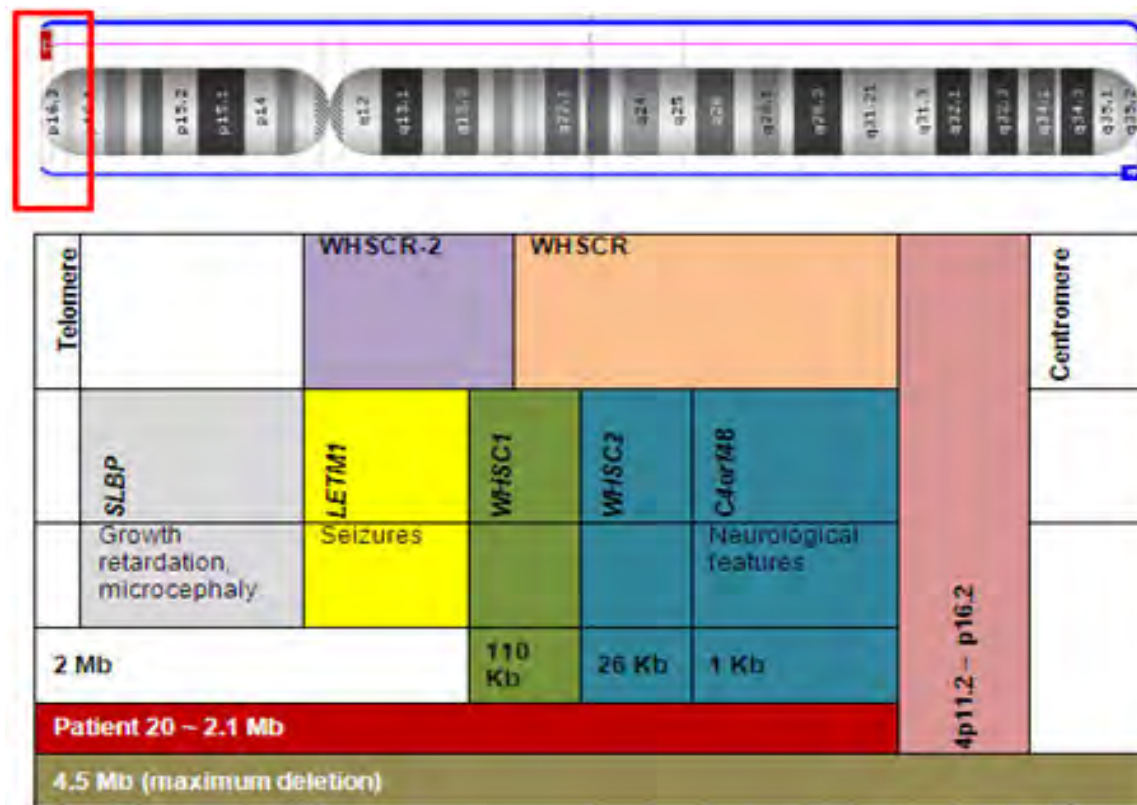 p16.3
p15.2
p15.1
p14
q12
q13.1
q22.1
q24
q25
q26
q28.3
q31.21
q31.3
q32.1
q32.3
q34.1
q34.3
q35.1
q35.2
Telomere
WHSCR-2
WHSCR
Centromere
SLBP
LETM1
WHSC1
WHSC2
C4orf48
Growth
retardation,
microcephaly
Seizures
Neurological
features
4p11.2 – p16.2
2 Mb
110
Kb
26 Kb
1 Kb
Patient 20 ~ 2.1 Mb
4.5 Mb (maximum deletion)